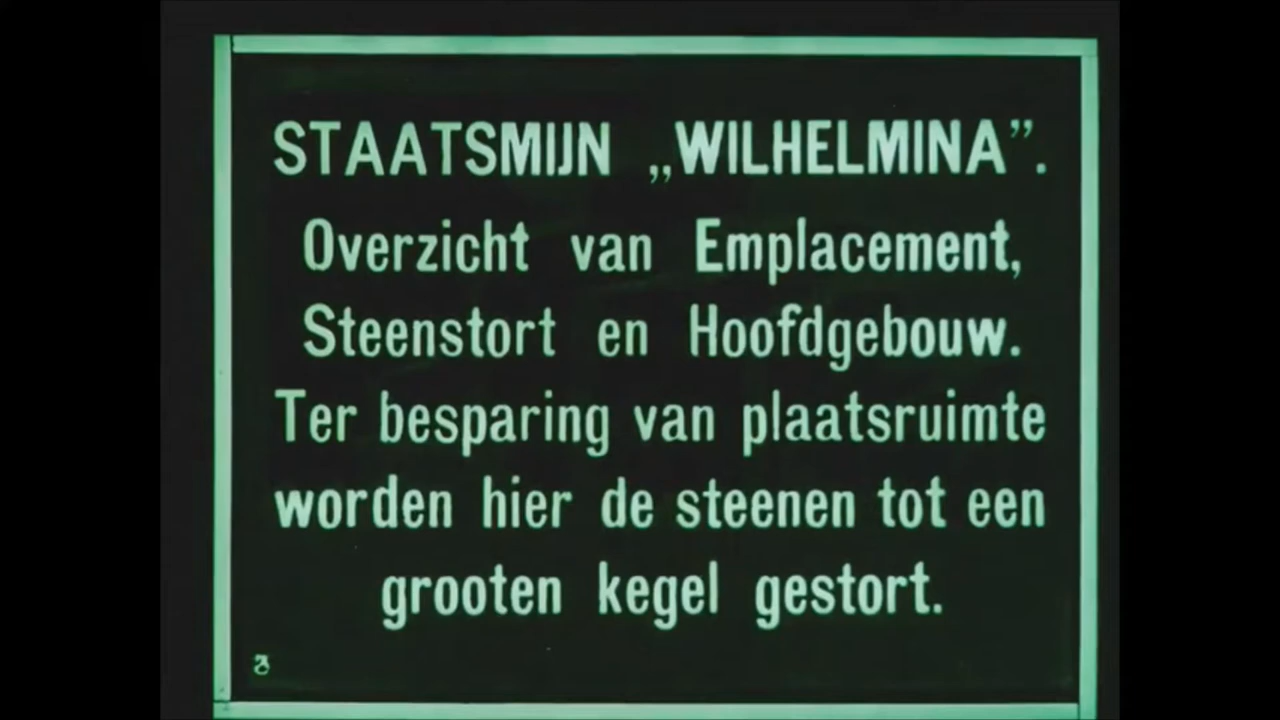 STAATSMIJN „WILHELMINA”.
Overzicht van Emplacement,
Steenstort en Hoofdgebouw.
Ter besparing van plaatsruimte
worden hier de steenen tot een
grooten kegel gestort.